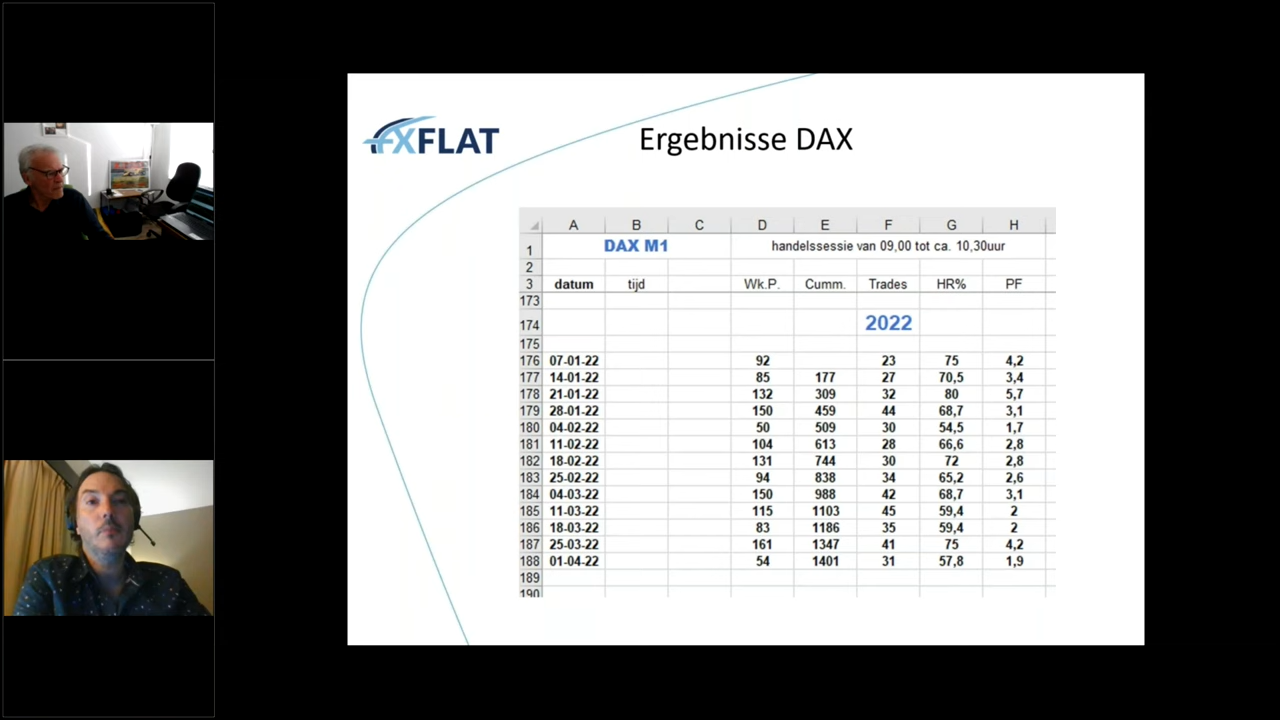 FXFLAT
Ergebnisse DAX
A B C D E F G H
1 DAX M1 handelssessie van 09,00 tot ca. 10,30uur
2
3 datum tijd Wk.P. Cumm. Trades HR% PF
173
174 2022
175
176 07-01-22 92 23 75 4,2
177 14-01-22 85 177 27 70,5 3,4
178 21-01-22 132 309 32 80 5,7
179 28-01-22 150 459 44 68,7 3,1
180 04-02-22 50 509 30 54,5 1,7
181 11-02-22 104 613 28 66,6 2,8
182 18-02-22 131 744 30 72 2,8
183 25-02-22 94 838 34 65,2 2,6
184 04-03-22 150 988 42 68,7 3,1
185 11-03-22 115 1103 45 59,4 2
186 18-03-22 83 1186 35 59,4 2
187 25-03-22 161 1347 41 75 4,2
188 01-04-22 54 1401 31 57,8 1,9
189
190